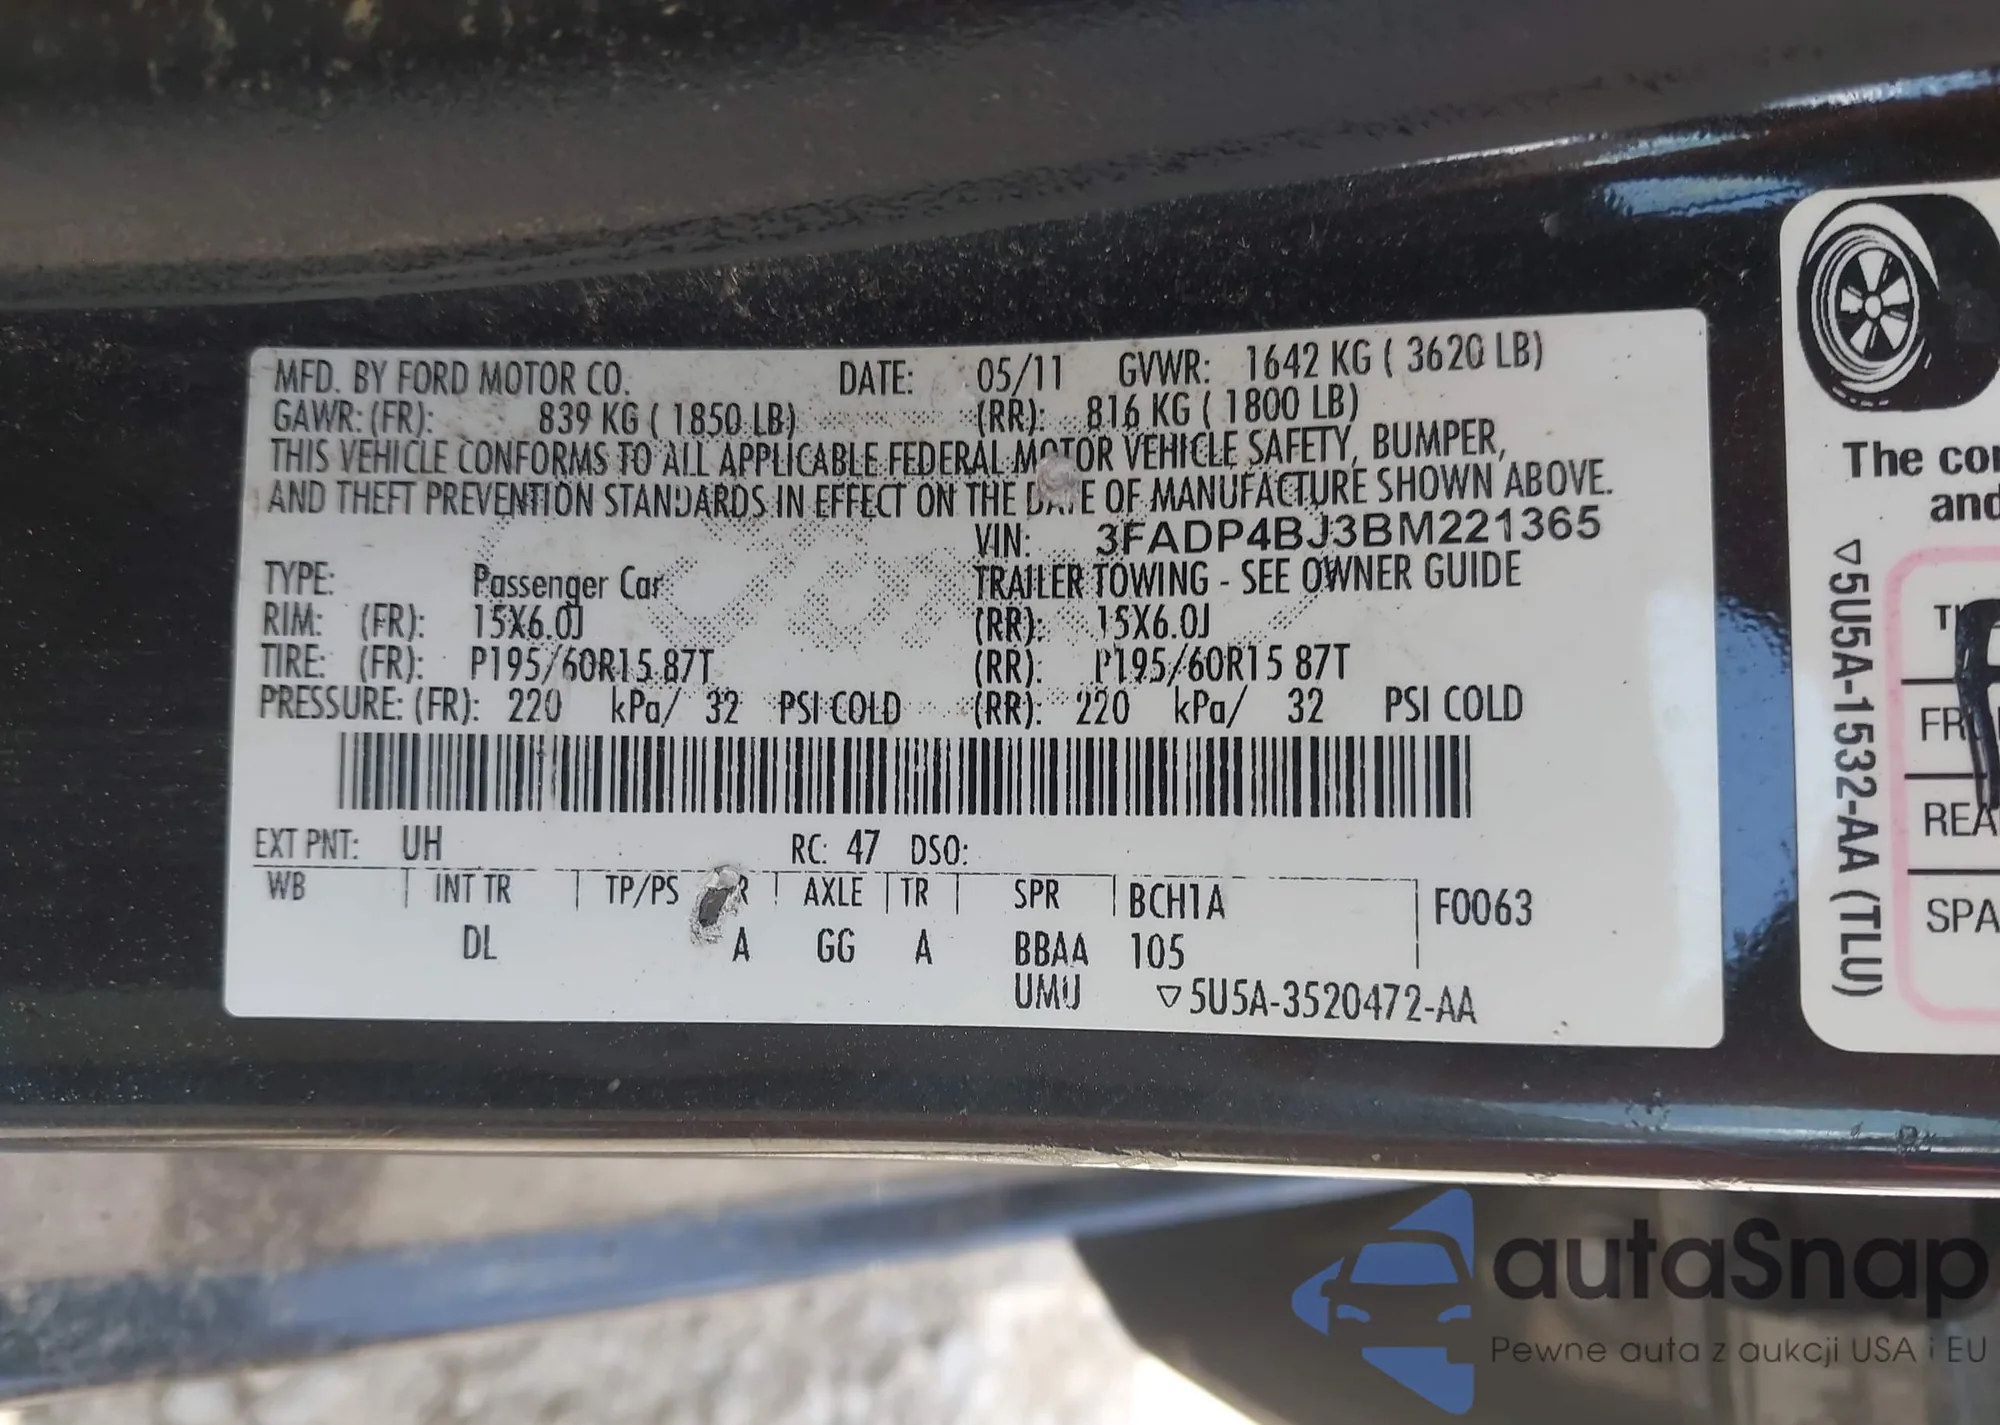 MFD. BY FORD MOTOR CO. DATE: 05/11 GVWR: 1642 KG ( 3620 LB)
GAWR: (FR): 839 KG ( 1850 LB) (RR): 816 KG ( 1800 LB)
THIS VEHICLE CONFORMS TO ALL APPLICABLE FEDERAL MOTOR VEHICLE SAFETY, BUMPER,
AND THEFT PREVENTION STANDARDS IN EFFECT ON THE DATE OF MANUFACTURE SHOWN ABOVE.
VIN: 3FADP4BJ3BM221365
TYPE: Passenger Car TRAILER TOWING - SEE OWNER GUIDE
RIM: (FR): 15X6.0J (RR): 15X6.0J
TIRE: (FR): P195/60R15 87T (RR): P195/60R15 87T
PRESSURE: (FR): 220 kPa/ 32 PSI COLD (RR): 220 kPa/ 32 PSI COLD
EXT PNT: UH RC: 47 DSO:
WB INT TR TP/PS R AXLE TR SPR BCH1A F0063
DL A GG A BBAA 105
UMU ▽5U5A-3520472-AA
The co
and
▽5U5A-1532-AA (TLU)
FR
REA
SPA
autaSnap
Pewne auta z aukcji USA i EU